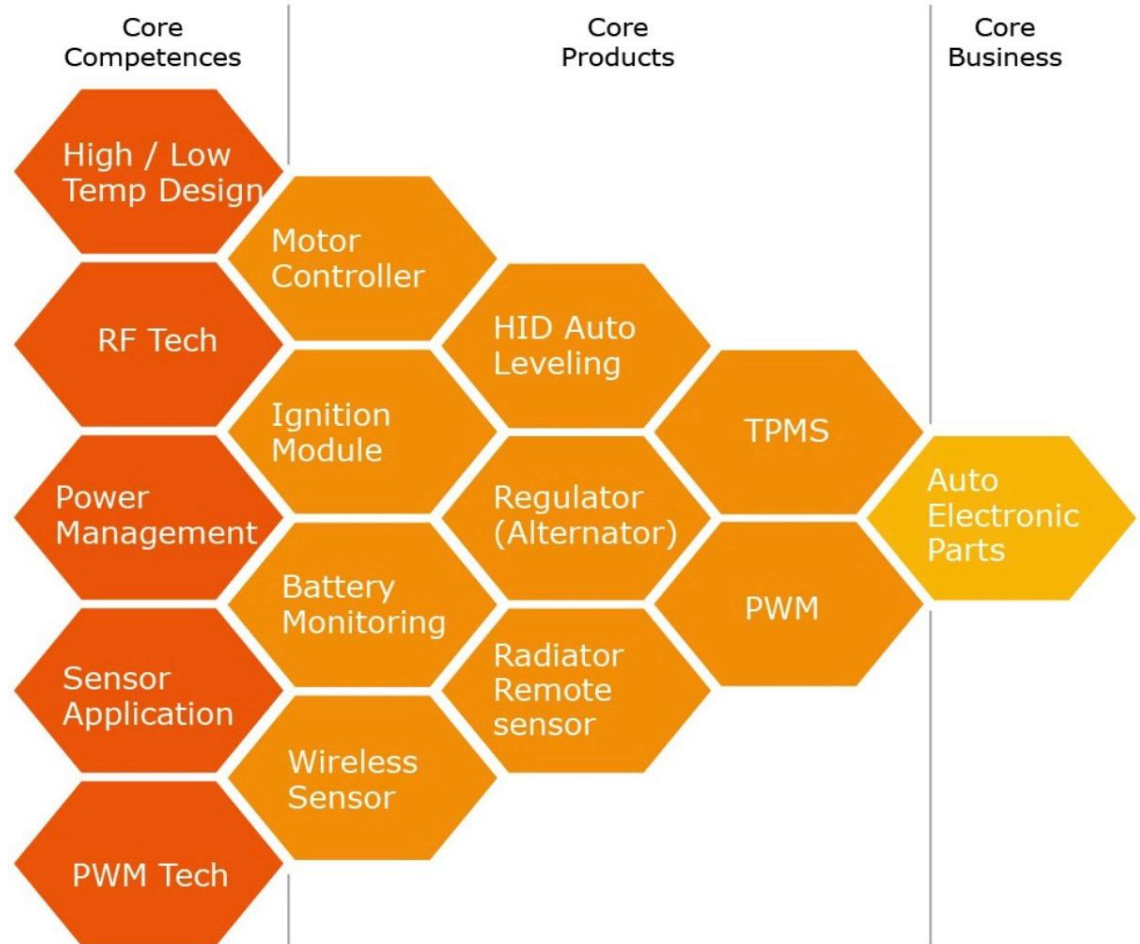 Core
Competences
Core
Products
Core
Business
High / Low
Temp Design
RF Tech
Power
Management
Sensor
Application
PWM Tech
Motor
Controller
Ignition
Module
Battery
Monitoring
Wireless
Sensor
HID Auto
Leveling
Regulator
(Alternator)
Radiator
Remote
sensor
TPMS
PWM
Auto
Electronic
Parts